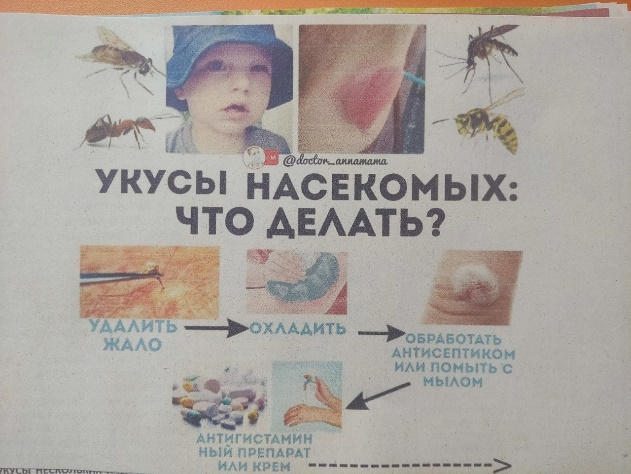 @doctor_annamama
УКУСЫ НАСЕКОМЫХ:
ЧТО ДЕЛАТЬ?
УДАЛИТЬ
ЖАЛО
ОХЛАДИТЬ
ОБРАБОТАТЬ
АНТИСЕПТИКОМ
ИЛИ ПОМЫТЬ С
МЫЛОМ
АНТИГИСТАМИН
НЫЙ ПРЕПАРАТ
ИЛИ КРЕМ